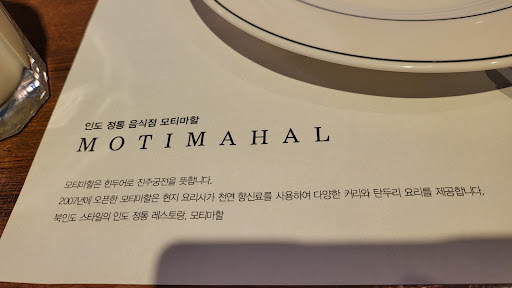 인도 정통 음식점 모티마할
MOTIMAHAL
모티마할은 힌두어로 진주궁전을 뜻합니다.
2007년에 오픈한 모티마할은 현지 요리사가 천연 향신료를 사용하여 다양한 커리와 탄두리 요리를 제공합니다.
북인도 스타일의 인도 정통 레스토랑, 모티마할